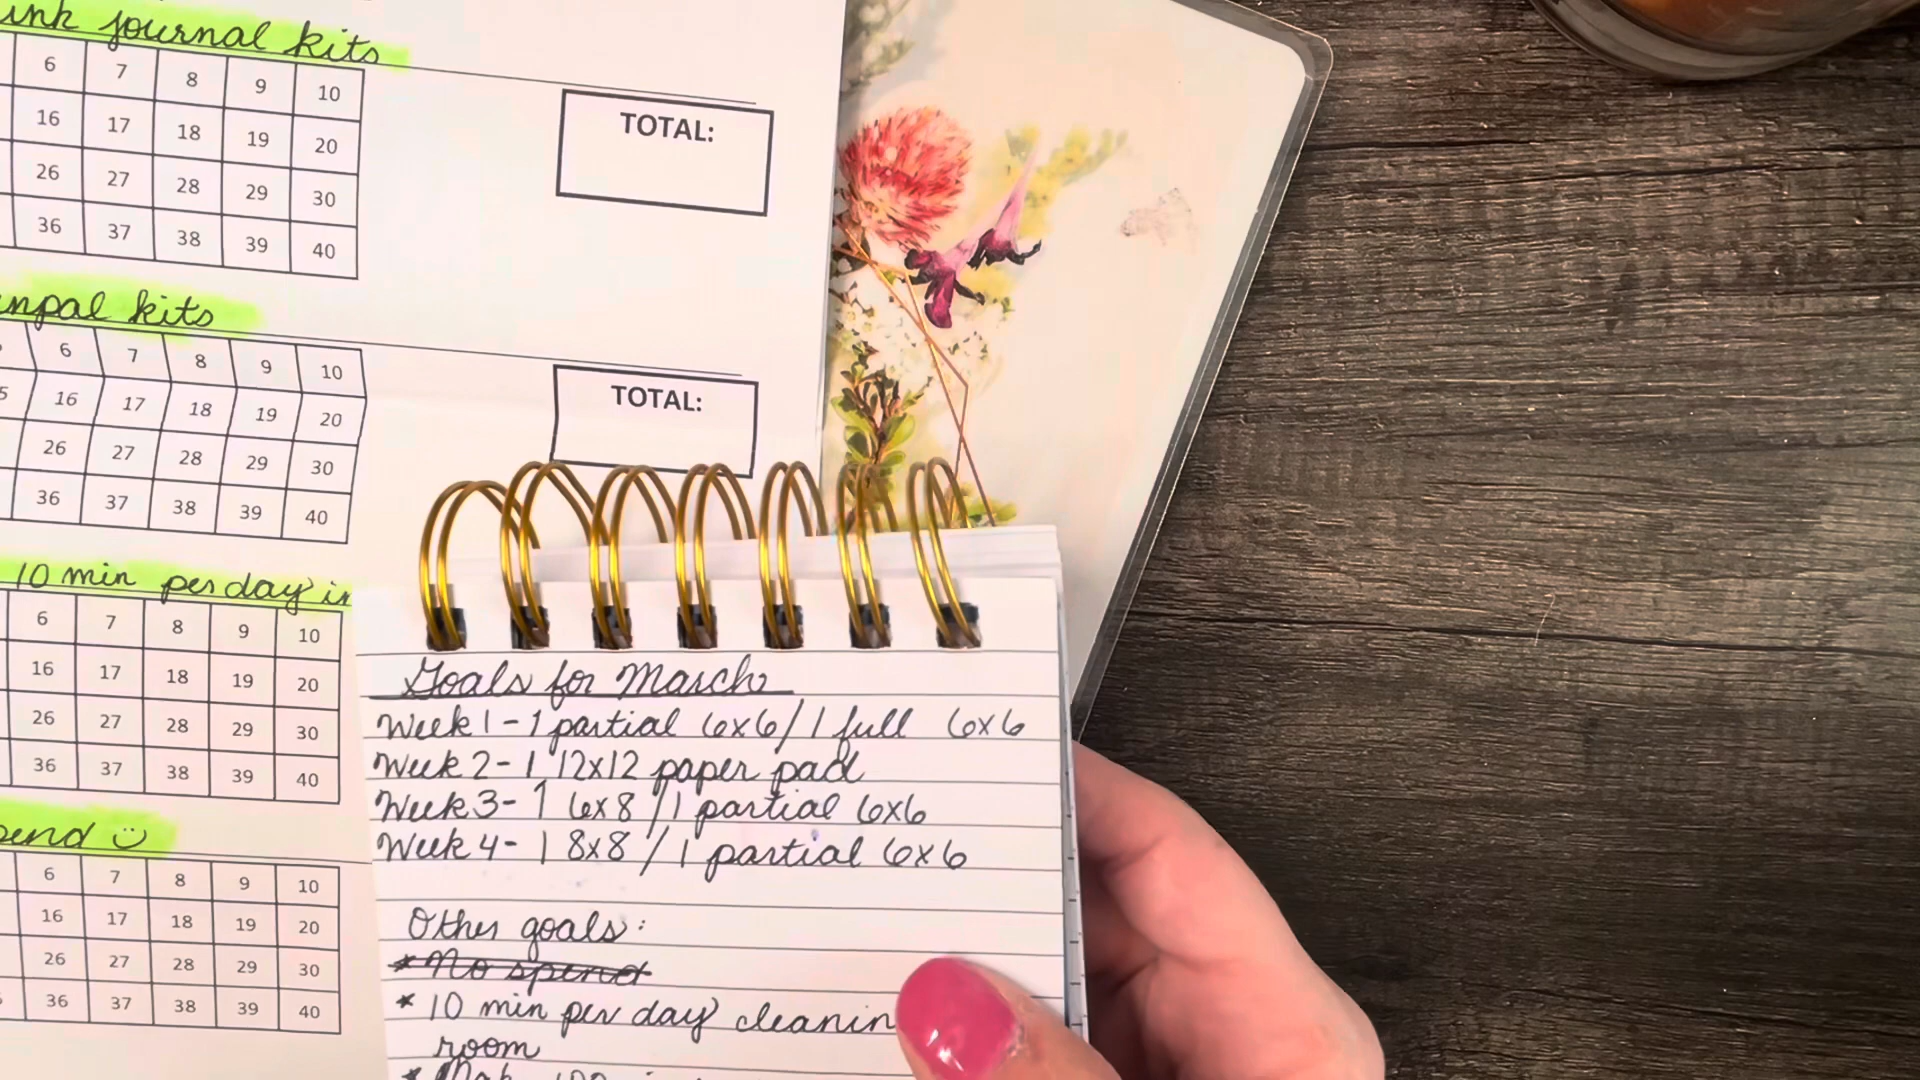 journal kits
6 7 8 9 10
16 17 18 19 20
26 27 28 29 30
36 37 38 39 40
TOTAL:
kits
6 7 8 9 10
16 17 18 19 20
26 27 28 29 30
36 37 38 39 40
TOTAL:
10 min per day
6 7 8 9 10
16 17 18 19 20
26 27 28 29 30
36 37 38 39 40
6 7 8 9 10
16 17 18 19 20
26 27 28 29 30
36 37 38 39 40
Goals for March
Week 1 - 1 partial 6x6 / 1 full 6x6
Week 2 - 1 12x12 paper pad
Week 3 - 1 6x8 / 1 partial 6x6
Week 4 - 1 8x8 / 1 partial 6x6
Other goals:
* No spend
* 10 min per day cleanin
room